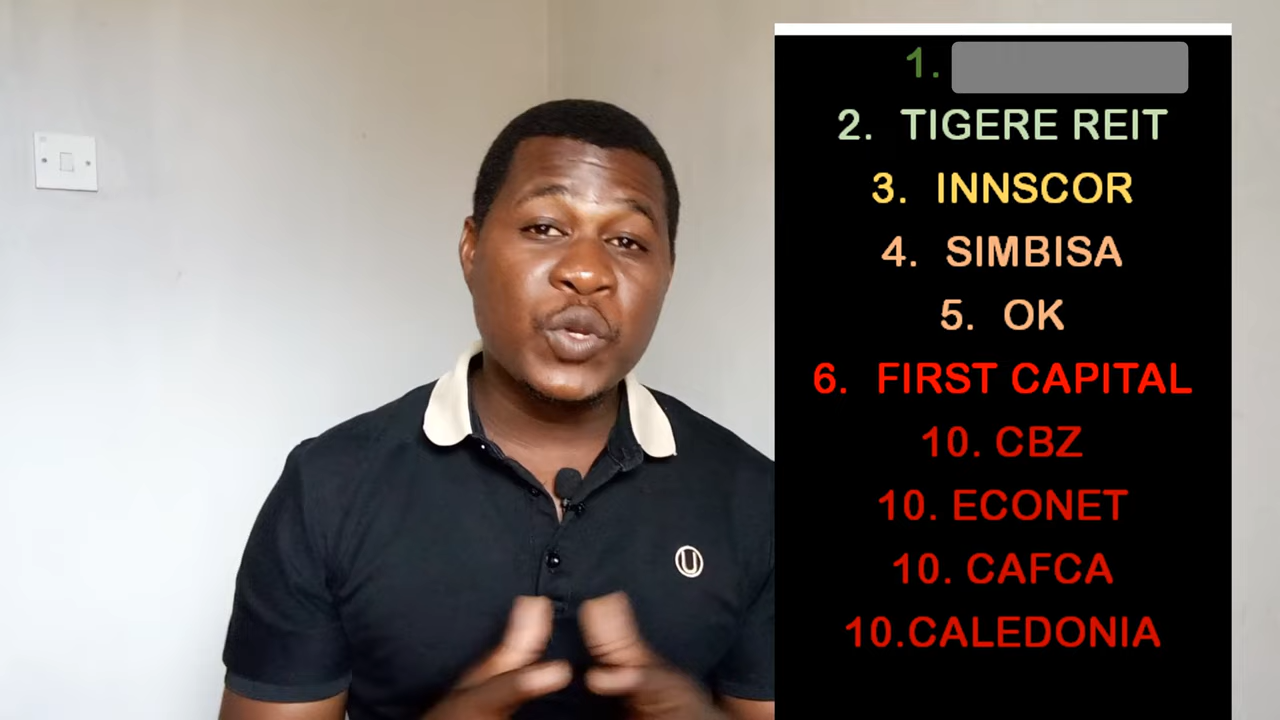 1.
2. TIGERE REIT
3. INNSCOR
4. SIMBISA
5. OK
6. FIRST CAPITAL
10. CBZ
10. ECONET
10. CAFCA
10.CALEDONIA
U